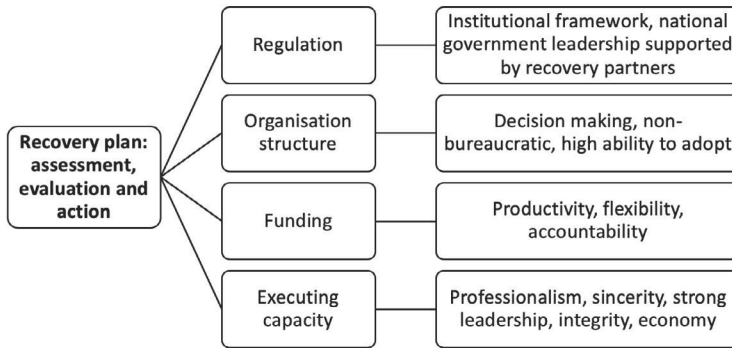 Recovery plan:
assessment,
evaluation and
action
Regulation
Institutional framework, national
government leadership supported
by recovery partners
Organisation
structure
Decision making, non-
bureaucratic, high ability to adopt
Funding
Productivity, flexibility,
accountability
Executing
capacity
Professionalism, sincerity, strong
leadership, integrity, economy